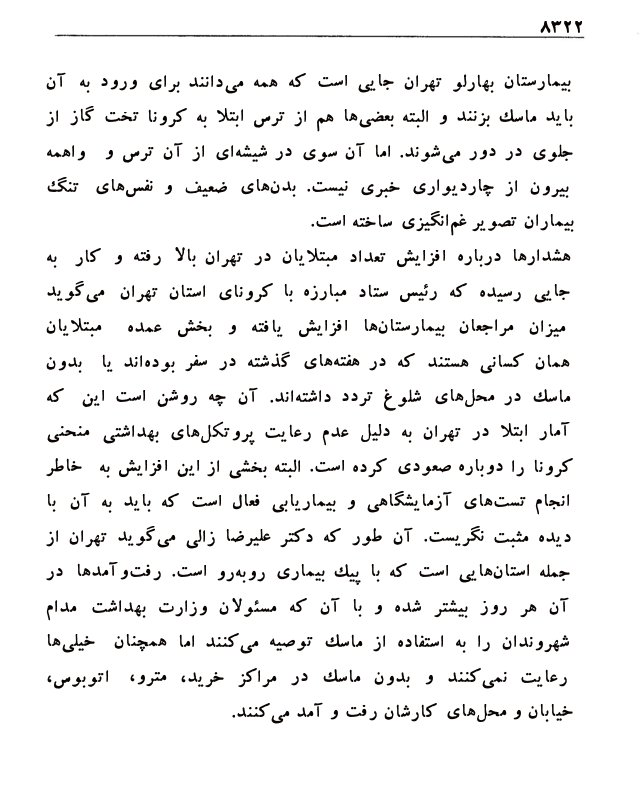 ۸۳۲۲
بیمارستان بهارلو تهران جایی است که همه می‌دانند برای ورود به آن
باید ماسک بزنند و البته بعضی‌ها هم از ترس ابتلا به کرونا تخت گاز از
جلوی در دور می‌شوند. اما آن سوی در شیشه‌ای از آن ترس و واهمه
بیرون از چاردیواری خبری نیست. بدن‌های ضعیف و نفس‌های تنگ
بیماران تصویر غم‌انگیزی ساخته است.
هشدارها درباره افزایش تعداد مبتلایان در تهران بالا رفته و کار به
جایی رسیده که رئیس ستاد مبارزه با کرونای استان تهران می‌گوید
میزان مراجعان بیمارستان‌ها افزایش یافته و بخش عمده مبتلایان
همان کسانی هستند که در هفته‌های گذشته در سفر بوده‌اند یا بدون
ماسک در محل‌های شلوغ تردد داشته‌اند. آن چه روشن است این که
آمار ابتلا در تهران به دلیل عدم رعایت پروتکل‌های بهداشتی منحنی
کرونا را دوباره صعودی کرده است. البته بخشی از این افزایش به خاطر
انجام تست‌های آزمایشگاهی و بیماریابی فعال است که باید به آن با
دیده مثبت نگریست. آن طور که دکتر علیرضا زالی می‌گوید تهران از
جمله استان‌هایی است که با پیک بیماری روبه‌رو است. رفت‌و‌آمدها در
آن هر روز بیشتر شده و با آن که مسئولان وزارت بهداشت مدام
شهروندان را به استفاده از ماسک توصیه می‌کنند اما همچنان خیلی‌ها
رعایت نمی‌کنند و بدون ماسک در مراکز خرید، مترو، اتوبوس،
خیابان و محل‌های کارشان رفت و آمد می‌کنند.